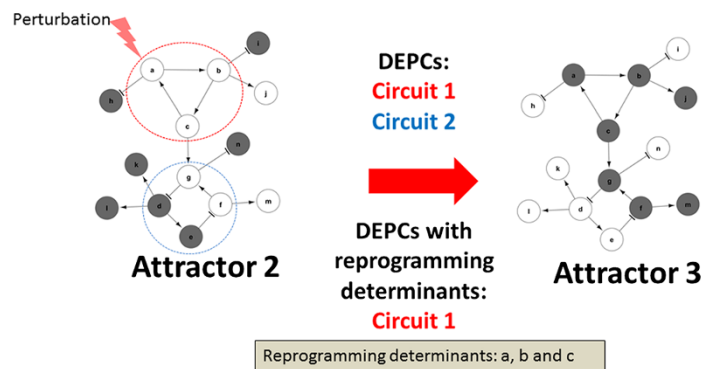 Perturbation
i
a
b
j
h
c
n
k
g
d
f
m
l
e
Attractor 2
DEPCs:
Circuit 1
Circuit 2
DEPCs with
reprogramming
determinants:
Circuit 1
i
a
b
j
h
c
n
k
g
d
f
m
l
e
Attractor 3
Reprogramming determinants: a, b and c